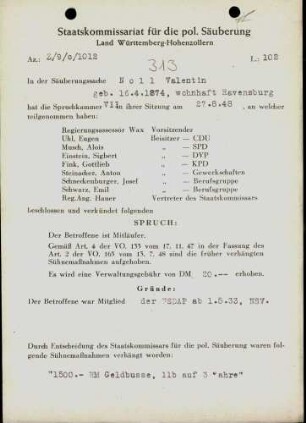 Staatskommissariat für die pol. Säuberung
Land Württemberg-Hohenzollern
Az.: Z/9/o/1012
L: 102
313
In der Säuberungssache N o l l Valentin
geb. 16.4.1874, wohnhaft Ravensburg
hat die Spruchkammer VII in ihrer Sitzung am 27.8.48 , an welcher
teilgenommen haben:
Regierungsassessor Wax Vorsitzender
Uhl, Eugen Beisitzer — CDU
Musch, Alois » — SPD
Einstein, Sigbert » — DVP
Fink, Gottlieb » — KPD
Steinacker, Anton » — Gewerkschaften
Schneckenburger, Josef » — Berufsgruppe
Schwarz, Emil » — Berufsgruppe
Reg.Ang. Hauer Vertreter des Staatskommissars
beschlossen und verkündet folgenden
SPRUCH:
Der Betroffene ist Mitläufer.
Gemäß Art. 4 der VO. 133 vom 17. 11. 47 in der Fassung des
Art. 2 der VO. 165 vom 13. 7. 48 sind die früher verhängten
Sühnemaßnahmen aufgehoben.
Es wird eine Verwaltungsgebühr von DM 20.-- erhoben.
Gründe:
Der Betroffene war Mitglied der NSDAP ab 1.5.33, NSV.
Durch Entscheidung des Staatskommissars für die pol. Säuberung waren fol-
gende Sühnemaßnahmen verhängt worden:
"1500.- RM Geldbusse, 11b auf 3 "ahre"